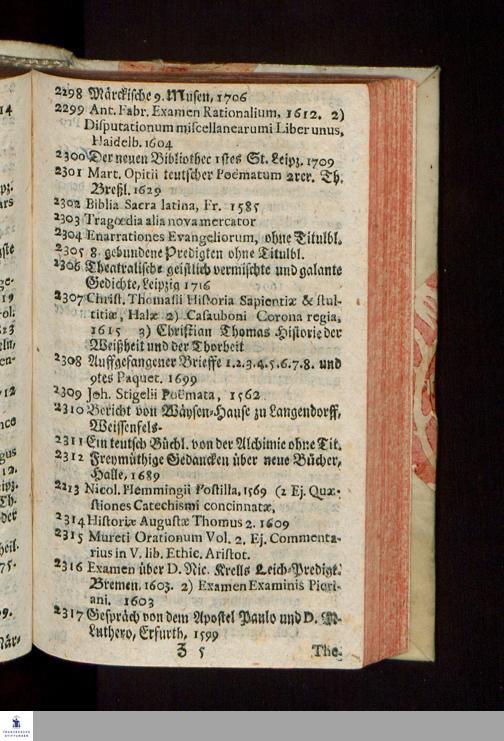 2298 Märckische 9. Musen, 1706
2299 Ant. Fabr. Examen Rationalium. 1612. 2)
Disputationum miscellanearumi Liber unus,
Haidelb. 1604
2300 Der neuen Bibliothec 1stes St. Leipz. 1709
2301 Mart. Opitii teutscher Poëmatum 2rer. Th.
Breßl. 1629
2302 Biblia Sacra latina, Fr. 1585
2303 Tragœdia alia nova mercator
2304 Enarrationes Evangeliorum, ohne Titulbl.
2305 8. gebundene Predigten ohne Titulbl.
2306 Theatralische geistlich vermischte und galante
Gedichte, Leipzig 1716
2307 Christ. Thomasii Historia Sapientiæ & stul-
titiæ, Halæ 2) Casauboni Corona regia,
1615 3) Christian Thomas Historie der
Weißheit und der Thorheit
2308 Auffgefangener Brieffe 1.2.3.4.5.6.7.8. und
9tes Paquet. 1699
2309 Joh. Stigelii Poëmata, 1562
2310 Bericht von Wäysen-Hause zu Langendorff,
Weissenfels-
2311 Ein teutsch Büchl. von der Alchimie ohne Tit.
2312 Freymüthige Gedancken über neue Bücher,
Halle, 1689
2213 Nicol. Hemmingii Postilla, 1569 (2 Ej. Quæ-
stiones Catechismi concinnatæ,
2314 Historiæ Augustæ Thomus 2. 1609
2315 Mureti Orationum Vol. 2. Ej. Commenta-
rius in V. lib. Ethic. Aristot.
2316 Examen über D. Nic. Krells Leich-Predigt.
Bremen. 1603. 2) Examen Examinis Pieri-
ani. 1603
2317 Gespräch von dem Apostel Paulo und D. M.
Luthero, Erfurth, 1599
Z 5 The-
FRANCKESCHE
STIFTUNGEN